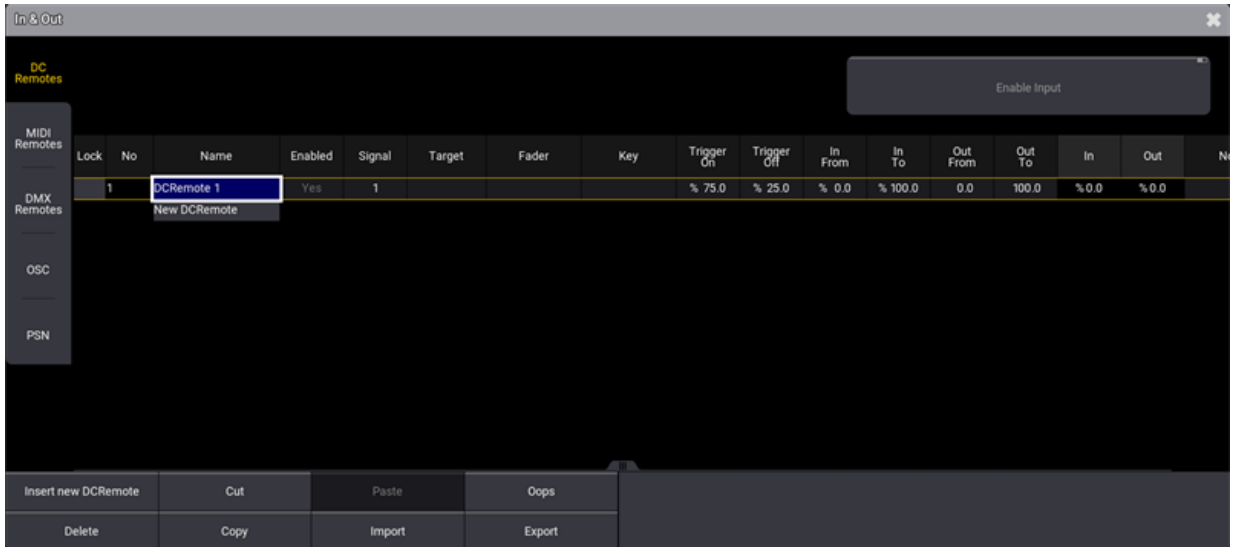 In & Out
DC
Remotes
Enable Input
MIDI
Remotes
Lock No Name Enabled Signal Target Fader Key Trigger On Trigger Off In From In To Out From Out To In Out
1 DCRemote 1 Yes 1 % 75.0 % 25.0 % 0.0 % 100.0 0.0 100.0 % 0.0 % 0.0
New DCRemote
DMX
Remotes
OSC
PSN
Insert new DCRemote Cut Paste Oops
Delete Copy Import Export